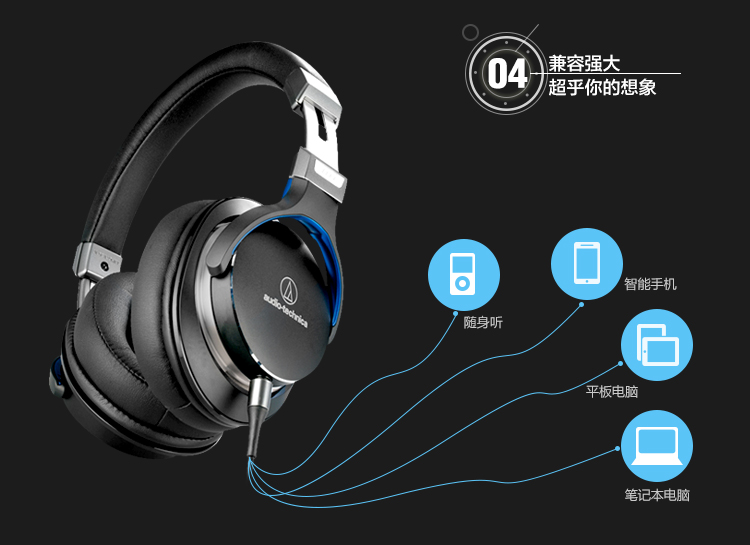 04
兼容强大
超乎你的想象
audio-technica
随身听
智能手机
平板电脑
笔记本电脑